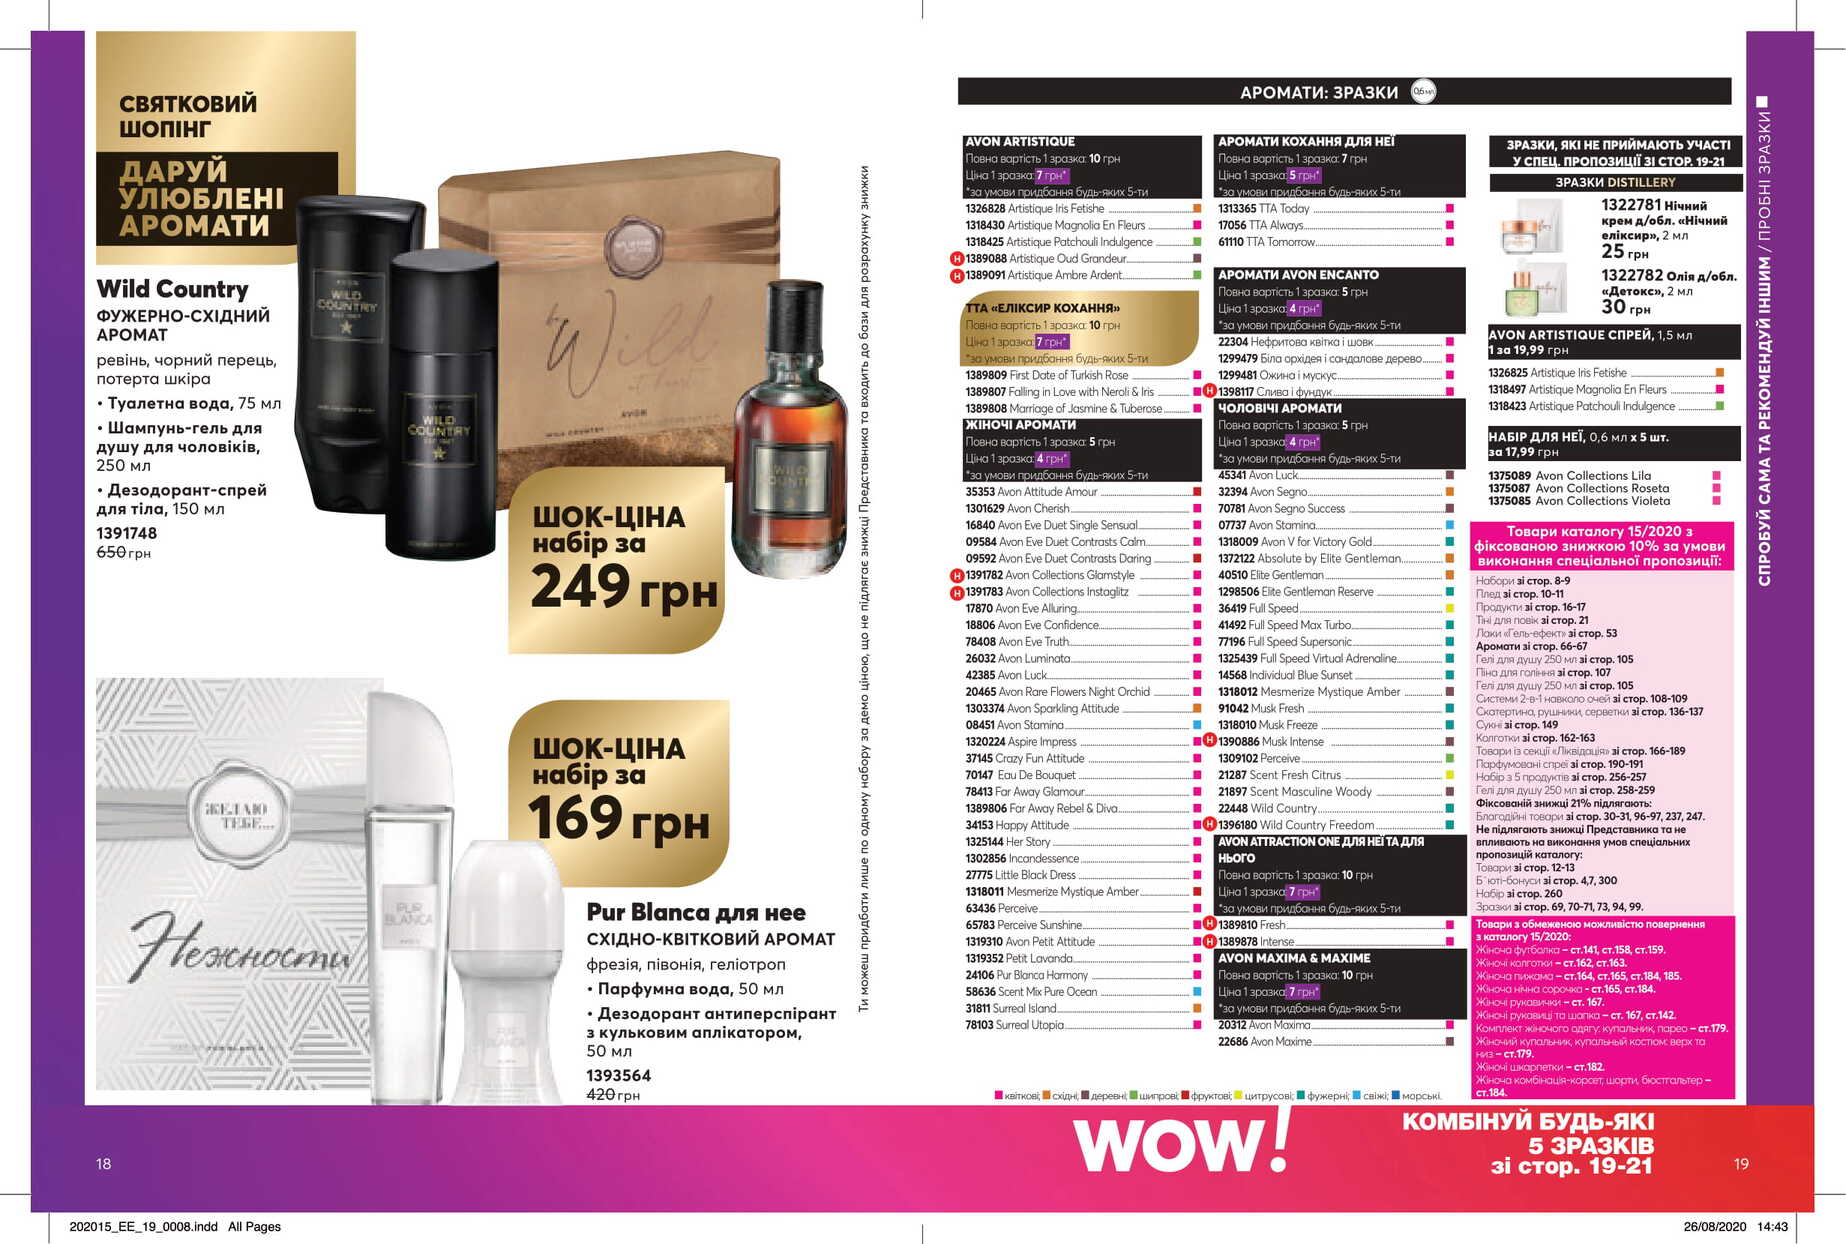 СВЯТКОВИЙ
ШОПІНГ
ДАРУЙ
УЛЮБЛЕНІ
АРОМАТИ
Wild Country
ФУЖЕРНО-СХІДНИЙ
АРОМАТ
ревінь, чорний перець,
потерта шкіра
• Туалетна вода, 75 мл
• Шампунь-гель для
душу для чоловіків,
250 мл
• Дезодорант-спрей
для тіла, 150 мл
1391748
650 грн
WILD
COUNTRY
WILD
COUNTRY
Wild
AVON
ШОК-ЦІНА
набір за
249 грн
ЖЕЛАЮ
ТЕБЕ...
Нежности
PUR
BLANCA
ШОК-ЦІНА
набір за
169 грн
Pur Blanca для нее
СХІДНО-КВІТКОВИЙ АРОМАТ
фрезія, півонія, геліотроп
• Парфумна вода, 50 мл
• Дезодорант антиперспірант
з кульковим аплікатором,
50 мл
1393564
420 грн
Ти можеш придбати лише по одному набору за демо ціною, що не підлягає знижці Представника та входить до бази для розрахунку знижки
18
АРОМАТИ: ЗРАЗКИ 0,6 мл
AVON ARTISTIQUE
Повна вартість 1 зразка: 10 грн
Ціна 1 зразка: 7 грн*
*за умови придбання будь-яких 5-ти
1326828 Artistique Iris Fetishe
1318430 Artistique Magnolia En Fleurs
1318425 Artistique Patchouli Indulgence
Н 1389088 Artistique Oud Grandeur
Н 1389091 Artistique Ambre Ardent
ТТА «ЕЛІКСИР КОХАННЯ»
Повна вартість 1 зразка: 10 грн
Ціна 1 зразка: 7 грн*
*за умови придбання будь-яких 5-ти
1389809 First Date of Turkish Rose
1389807 Falling in Love with Neroli & Iris
1389808 Marriage of Jasmine & Tuberose
ЖІНОЧІ АРОМАТИ
Повна вартість 1 зразка: 5 грн
Ціна 1 зразка: 4 грн*
*за умови придбання будь-яких 5-ти
35353 Avon Attitude Amour
1301629 Avon Cherish
16840 Avon Eve Duet Single Sensual
09584 Avon Eve Duet Contrasts Calm
09592 Avon Eve Duet Contrasts Daring
Н 1391782 Avon Collections Glamstyle
Н 1391783 Avon Collections Instaglitz
17870 Avon Eve Alluring
18806 Avon Eve Confidence
78408 Avon Eve Truth
26032 Avon Luminata
42385 Avon Luck
20465 Avon Rare Flowers Night Orchid
1303374 Avon Sparkling Attitude
08451 Avon Stamina
1320224 Aspire Impress
37145 Crazy Fun Attitude
70147 Eau De Bouquet
78413 Far Away Glamour
1389806 Far Away Rebel & Diva
34153 Happy Attitude
1325144 Her Story
1302856 Incandessence
27775 Little Black Dress
1318011 Mesmerize Mystique Amber
63436 Perceive
65783 Perceive Sunshine
1319310 Avon Petit Attitude
1319352 Petit Lavanda
24106 Pur Blanca Harmony
58636 Scent Mix Pure Ocean
31811 Surreal Island
78103 Surreal Utopia
АРОМАТИ КОХАННЯ ДЛЯ НЕЇ
Повна вартість 1 зразка: 7 грн
Ціна 1 зразка: 5 грн*
*за умови придбання будь-яких 5-ти
1313365 TTA Today
17056 TTA Always
61110 TTA Tomorrow
АРОМАТИ AVON ENCANTO
Повна вартість 1 зразка: 5 грн
Ціна 1 зразка: 4 грн*
*за умови придбання будь-яких 5-ти
22304 Нефритова квітка і шовк
1299479 Біла орхідея і сандалове дерево
1299481 Ожина і мускус
Н 1398117 Слива і фундук
ЧОЛОВІЧІ АРОМАТИ
Повна вартість 1 зразка: 5 грн
Ціна 1 зразка: 4 грн*
*за умови придбання будь-яких 5-ти
45341 Avon Luck
32394 Avon Segno
70781 Avon Segno Success
07737 Avon Stamina
1318009 Avon V for Victory Gold
1372122 Absolute by Elite Gentleman
40510 Elite Gentleman
1298506 Elite Gentleman Reserve
36419 Full Speed
41492 Full Speed Max Turbo
77196 Full Speed Supersonic
1325439 Full Speed Virtual Adrenaline
14568 Individual Blue Sunset
1318012 Mesmerize Mystique Amber
91042 Musk Fresh
1318010 Musk Freeze
Н 1390886 Musk Intense
1309102 Perceive
21287 Scent Fresh Citrus
21897 Scent Masculine Woody
22448 Wild Country
Н 1396180 Wild Country Freedom
AVON ATTRACTION ONE ДЛЯ НЕЇ ТА ДЛЯ
НЬОГО
Повна вартість 1 зразка: 10 грн
Ціна 1 зразка: 7 грн*
*за умови придбання будь-яких 5-ти
Н 1389810 Fresh
Н 1389878 Intense
AVON MAXIMA & MAXIME
Повна вартість 1 зразка: 10 грн
Ціна 1 зразка: 7 грн*
*за умови придбання будь-яких 5-ти
20312 Avon Maxima
22686 Avon Maxime
квіткові; східні; деревні; шипрові; фруктові; цитрусові; фужерні; свіжі; морські.
ЗРАЗКИ, ЯКІ НЕ ПРИЙМАЮТЬ УЧАСТІ
У СПЕЦ. ПРОПОЗИЦІЇ ЗІ СТОР. 19-21
ЗРАЗКИ DISTILLERY
1322781 Нічний
крем д/обл. «Нічний
еліксир», 2 мл
25 грн
1322782 Олія д/обл.
«Детокс», 2 мл
30 грн
AVON ARTISTIQUE СПРЕЙ, 1,5 мл
1 за 19,99 грн
1326825 Artistique Iris Fetishe
1318497 Artistique Magnolia En Fleurs
1318423 Artistique Patchouli Indulgence
НАБІР ДЛЯ НЕЇ, 0,6 мл х 5 шт.
за 17,99 грн
1375089 Avon Collections Lila
1375087 Avon Collections Roseta
1375085 Avon Collections Violeta
Товари каталогу 15/2020 з
фіксованою знижкою 10% за умови
виконання спеціальної пропозиції:
Набори зі стор. 8-9
Плед зі стор. 10-11
Продукти зі стор. 16-17
Тіні для повік зі стор. 21
Лаки «Гель-ефект» зі стор. 53
Аромати зі стор. 66-67
Гелі для душу 250 мл зі стор. 105
Піна для гоління зі стор. 107
Гелі для душу 250 мл зі стор. 105
Системи 2-в-1 навколо очей зі стор. 108-109
Скатертина, рушники, серветки зі стор. 136-137
Сукні зі стор. 149
Колготки зі стор. 162-163
Товари із секції «Ліквідація» зі стор. 166-189
Парфумовані спреї зі стор. 190-191
Набір з 5 продуктів зі стор. 256-257
Гелі для душу 250 мл зі стор. 258-259
Фіксованій знижці 21% підлягають:
Благодійні товари зі стор. 30-31, 96-97, 237, 247.
Не підлягають знижці Представника та не
впливають на виконання умов спеціальних
пропозицій каталогу:
Товари зі стор. 12-13
Б`юті-бонуси зі стор. 4,7, 300
Набір зі стор. 260
Зразки зі стор. 69, 70-71, 73, 94, 99.
Товари з обмеженою можливістю повернення
з каталогу 15/2020:
Жіноча футболка – ст.141, ст.158, ст.159.
Жіночі колготки – ст.162, ст.163.
Жіноча пижама – ст.164, ст.165, ст.184, 185.
Жіноча нічна сорочка - ст.165, ст.184.
Жіночі рукавички – ст. 167.
Жіночі рукавиці та шапка – ст. 167, ст.142.
Комплект жіночого одягу: купальник, парео – ст.179.
Жіночий купальник, купальный костюм: верх та
низ – ст.179.
Жіночі шкарпетки – ст.182.
Жіноча комбінація-корсет, шорти, бюстгальтер –
ст.184.
СПРОБУЙ САМА ТА РЕКОМЕНДУЙ ІНШИМ / ПРОБНІ ЗРАЗКИ
WOW!
КОМБІНУЙ БУДЬ-ЯКІ
5 ЗРАЗКІВ
зі стор. 19-21
19
202015_EE_19_0008.indd All Pages
26/08/2020 14:43